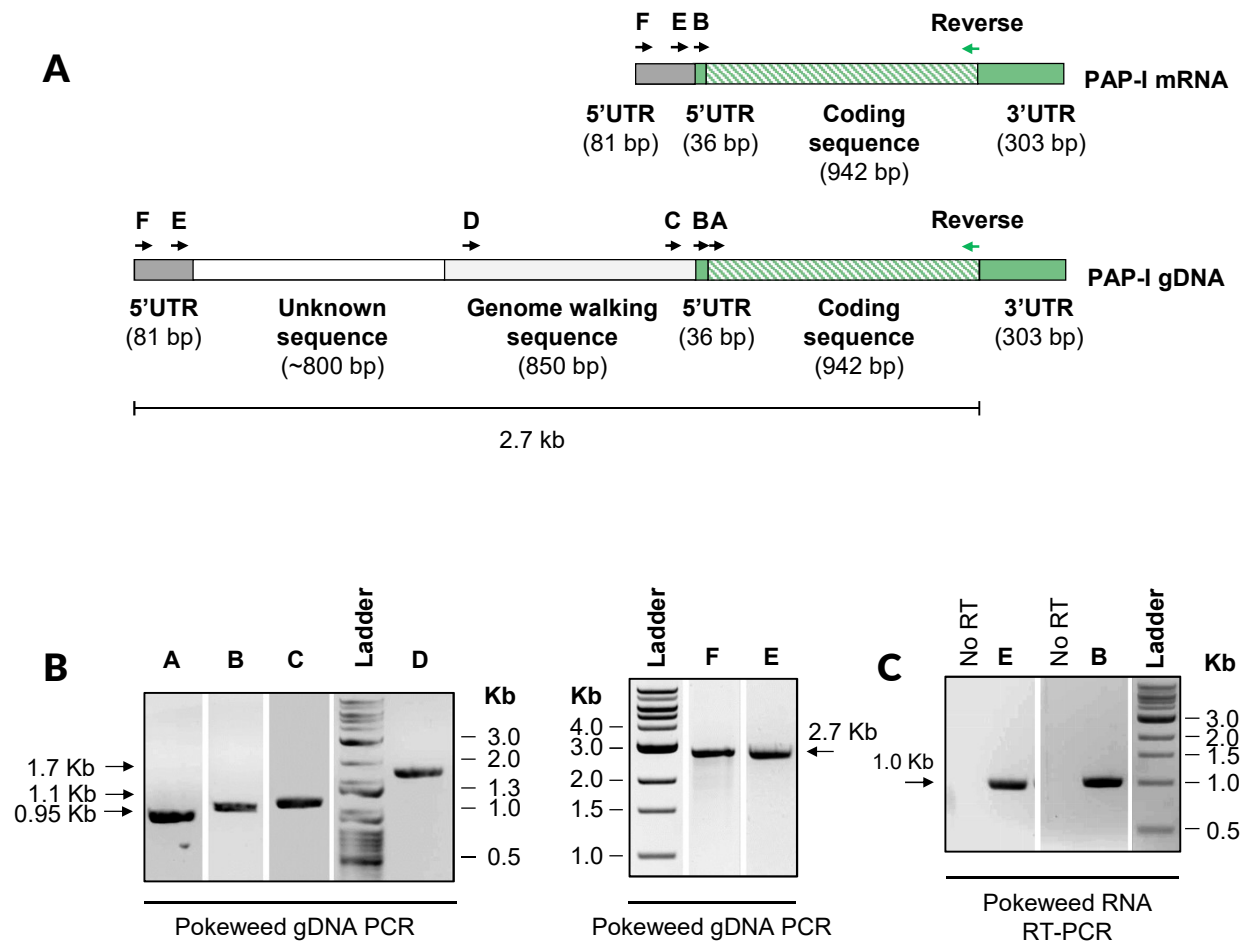 A
F E B Reverse
PAP-I mRNA
5’UTR 5’UTR Coding 3’UTR
(81 bp) (36 bp) sequence (303 bp)
(942 bp)
F E D C B A Reverse
PAP-I gDNA
5’UTR Unknown Genome walking 5’UTR Coding 3’UTR
(81 bp) sequence sequence (36 bp) sequence (303 bp)
(~800 bp) (850 bp) (942 bp)
2.7 kb
B
A B C Ladder D
Kb
3.0
2.0
1.3
1.0
0.5
1.7 Kb
1.1 Kb
0.95 Kb
Pokeweed gDNA PCR
Ladder F E
Kb
4.0
3.0
2.0
1.5
1.0
2.7 Kb
Pokeweed gDNA PCR
C
No RT E No RT B Ladder
Kb
3.0
2.0
1.5
1.0
0.5
1.0 Kb
Pokeweed RNA
RT-PCR